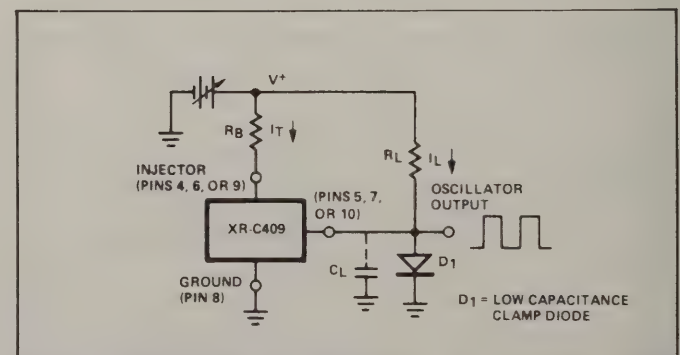 V+
RB
IT
RL
IL
INJECTOR
(PINS 4, 6, OR 9)
(PINS 5, 7,
OR 10)
OSCILLATOR
OUTPUT
XR-C409
CL
D1
GROUND
(PIN 8)
D1 = LOW CAPACITANCE
CLAMP DIODE